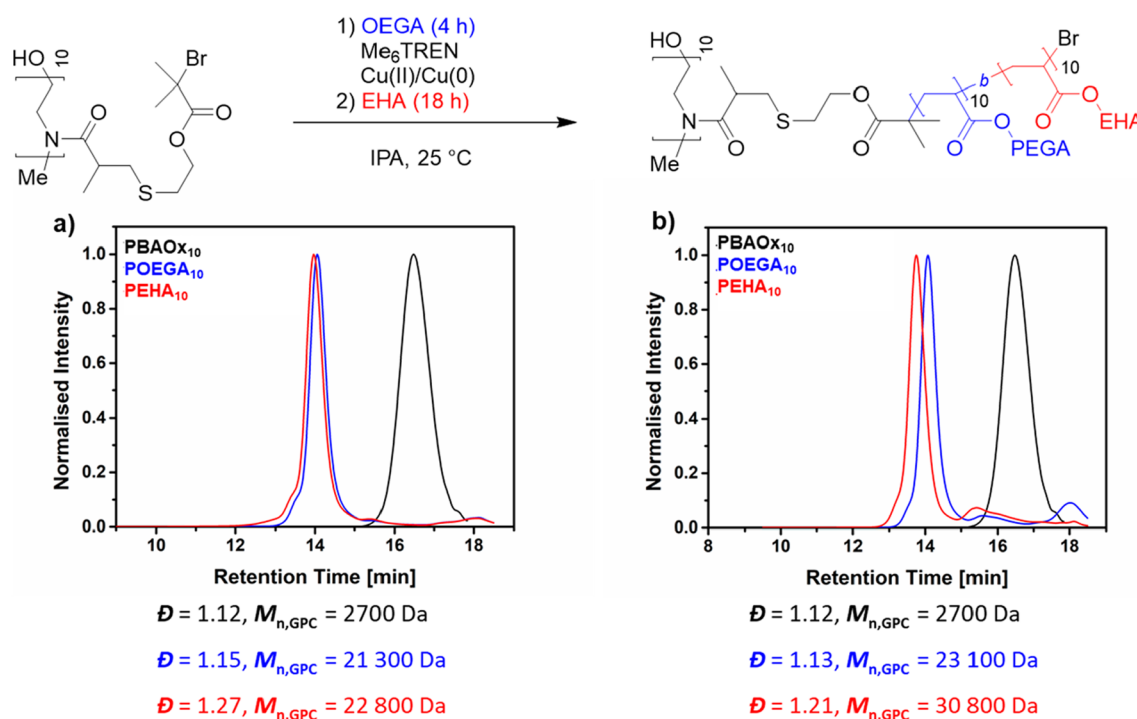 1) OEGA (4 h)
Me6TREN
Cu(II)/Cu(0)
2) EHA (18 h)
IPA, 25 °C
HO
10
Br
O
O
N
O
Me
S
HO
10
N
Me
O
S
O
O
10
b
O
O
PEGA
Br
10
O
O
EHA
a)
PBAOx10
POEGA10
PEHA10
Normalised Intensity
1.0
0.8
0.6
0.4
0.2
0.0
10 12 14 16 18
Retention Time [min]
Đ = 1.12, Mn,GPC = 2700 Da
Đ = 1.15, Mn,GPC = 21 300 Da
Đ = 1.27, Mn,GPC = 22 800 Da
b)
PBAOx10
POEGA10
PEHA10
Normalised Intensity
1.0
0.8
0.6
0.4
0.2
0.0
8 10 12 14 16 18
Retention Time [min]
Đ = 1.12, Mn,GPC = 2700 Da
Đ = 1.13, Mn,GPC = 23 100 Da
Đ = 1.21, Mn,GPC = 30 800 Da